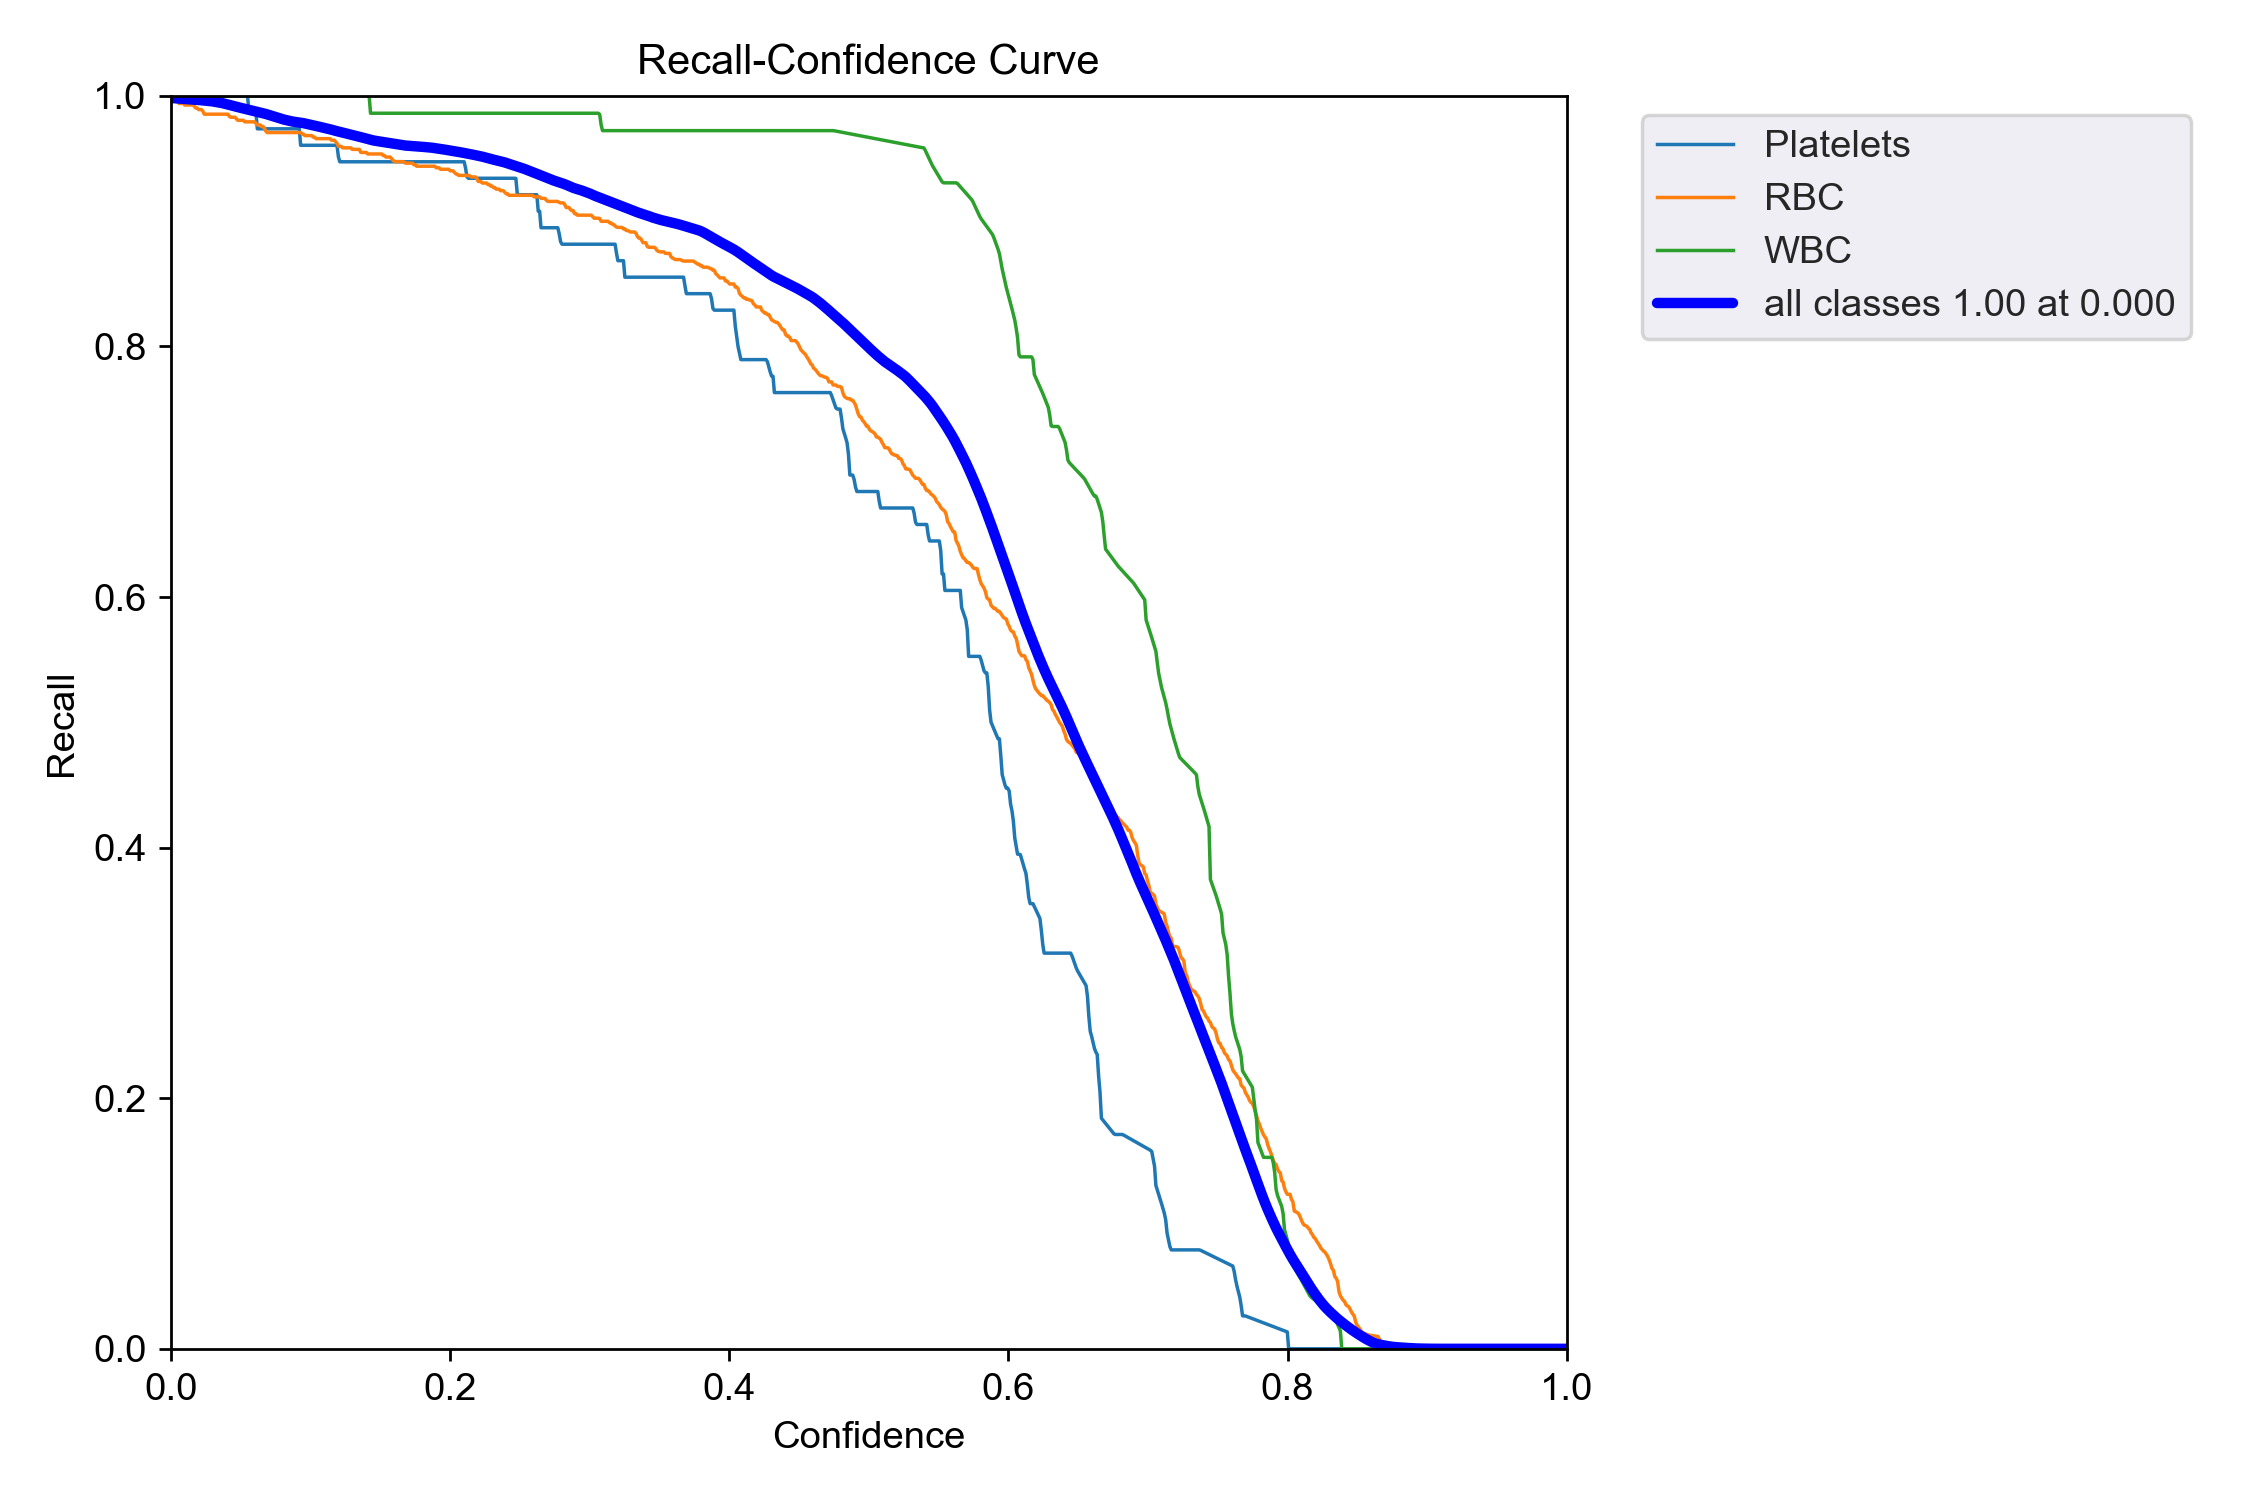 Recall-Confidence Curve
1.0
0.8
0.6
0.4
0.2
0.0
Recall
0.0 0.2 0.4 0.6 0.8 1.0
Confidence
Platelets
RBC
WBC
all classes 1.00 at 0.000